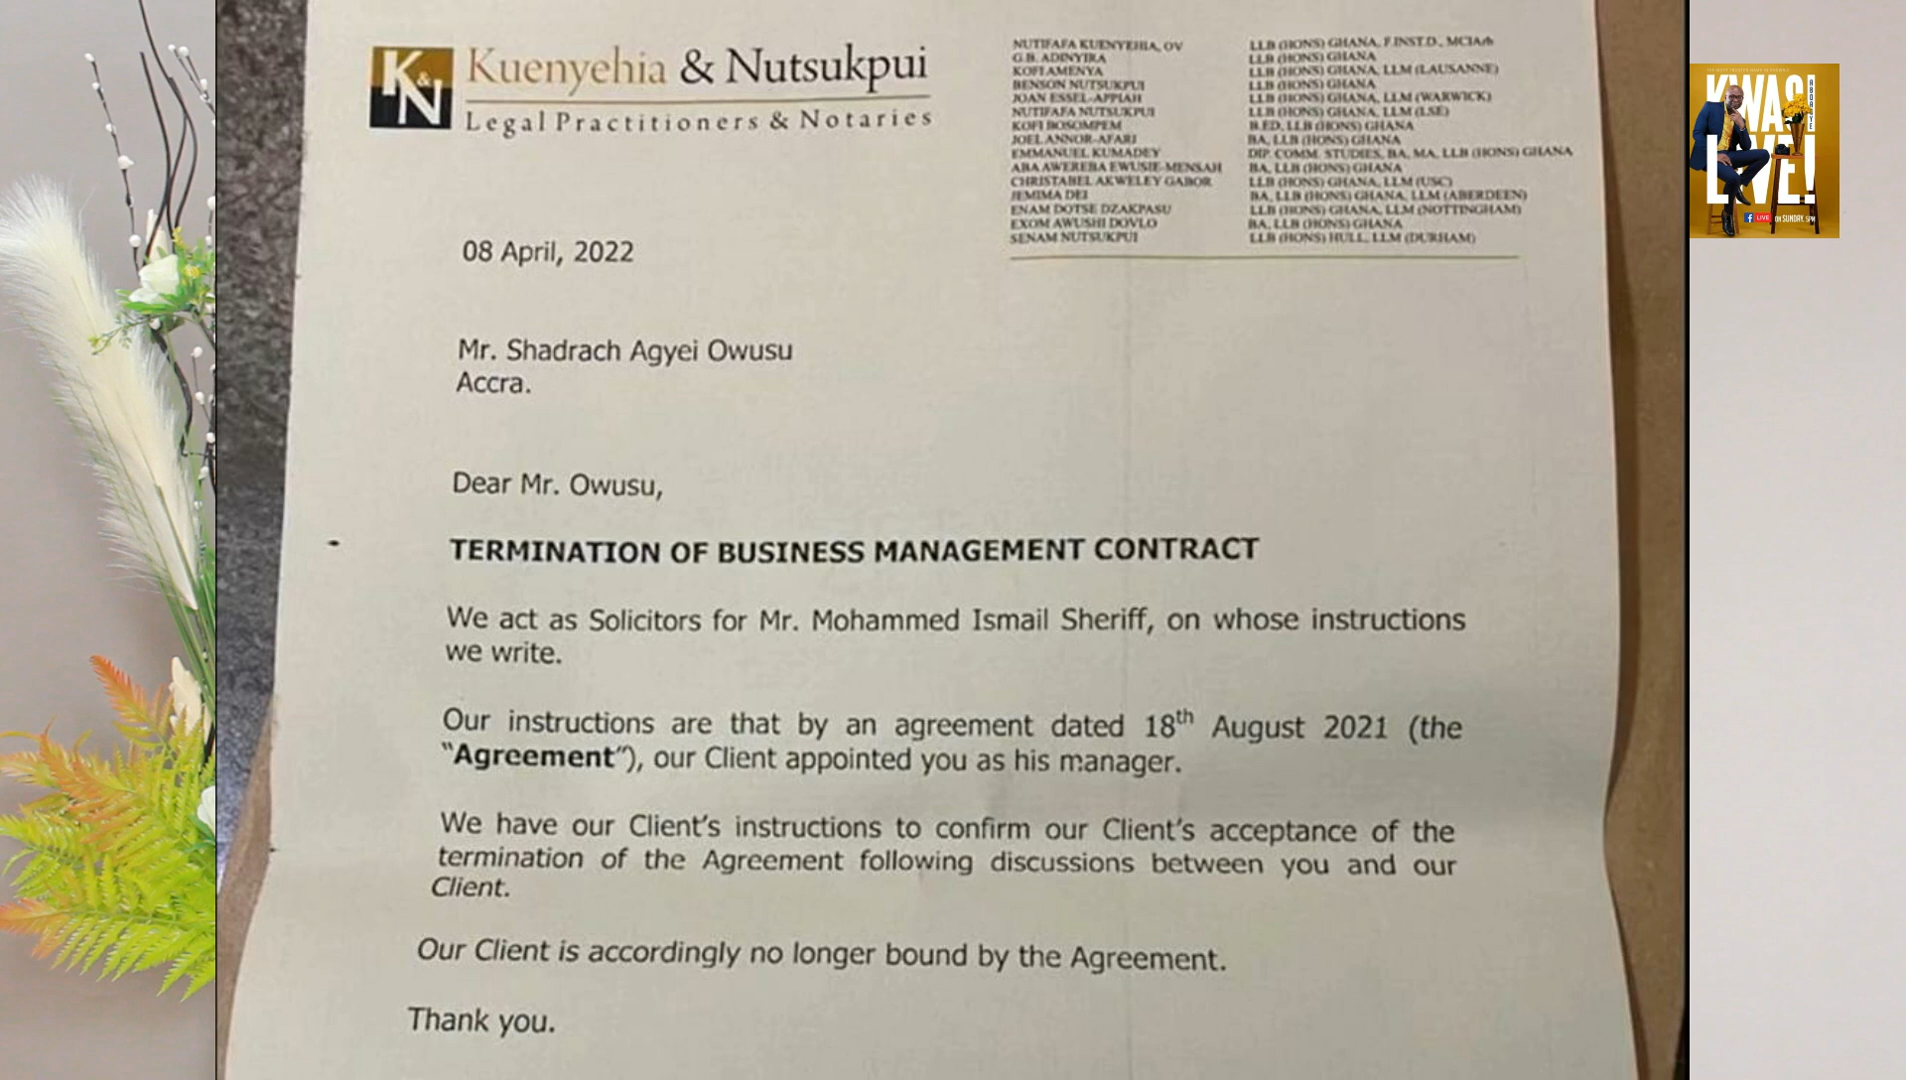 K&N
Kuenyehia & Nutsukpui
Legal Practitioners & Notaries
NUTIFAFA KUENYEHIA, OV LLB (HONS) GHANA, F.INST.D., MCIArb
G.B. ADINYIRA LLB (HONS) GHANA
KOFI AMENYA LLB (HONS) GHANA, LLM (LAUSANNE)
BENSON NUTSUKPUI LLB (HONS) GHANA
JOAN ESSEL-APPIAH LLB (HONS) GHANA, LLM (WARWICK)
NUTIFAFA NUTSUKPUI LLB (HONS) GHANA, LLM (LSE)
KOFI BOSOMPEM B.ED, LLB (HONS) GHANA
JOEL ANNOR-AFARI BA, LLB (HONS) GHANA
EMMANUEL KUMADEY DIP. COMM. STUDIES, BA, MA, LLB (HONS) GHANA
ABA AWEREBA EWUSIE-MENSAH BA, LLB (HONS) GHANA
CHRISTABEL AKWELEY GABOR LLB (HONS) GHANA, LLM (USC)
JEMIMA DEI BA, LLB (HONS) GHANA, LLM (ABERDEEN)
ENAM DOTSE DZAKPASU LLB (HONS) GHANA, LLM (NOTTINGHAM)
EXOM AWUSHI DOVLO BA, LLB (HONS) GHANA
SENAM NUTSUKPUI LLB (HONS) HULL, LLM (DURHAM)
08 April, 2022
Mr. Shadrach Agyei Owusu
Accra.
Dear Mr. Owusu,
TERMINATION OF BUSINESS MANAGEMENT CONTRACT
We act as Solicitors for Mr. Mohammed Ismail Sheriff, on whose instructions
we write.
Our instructions are that by an agreement dated 18th August 2021 (the
“Agreement”), our Client appointed you as his manager.
We have our Client’s instructions to confirm our Client’s acceptance of the
termination of the Agreement following discussions between you and our
Client.
Our Client is accordingly no longer bound by the Agreement.
Thank you.
KWASI
ABOAGYE
LIVE!
LIVE ON SUNDAY, 5PM